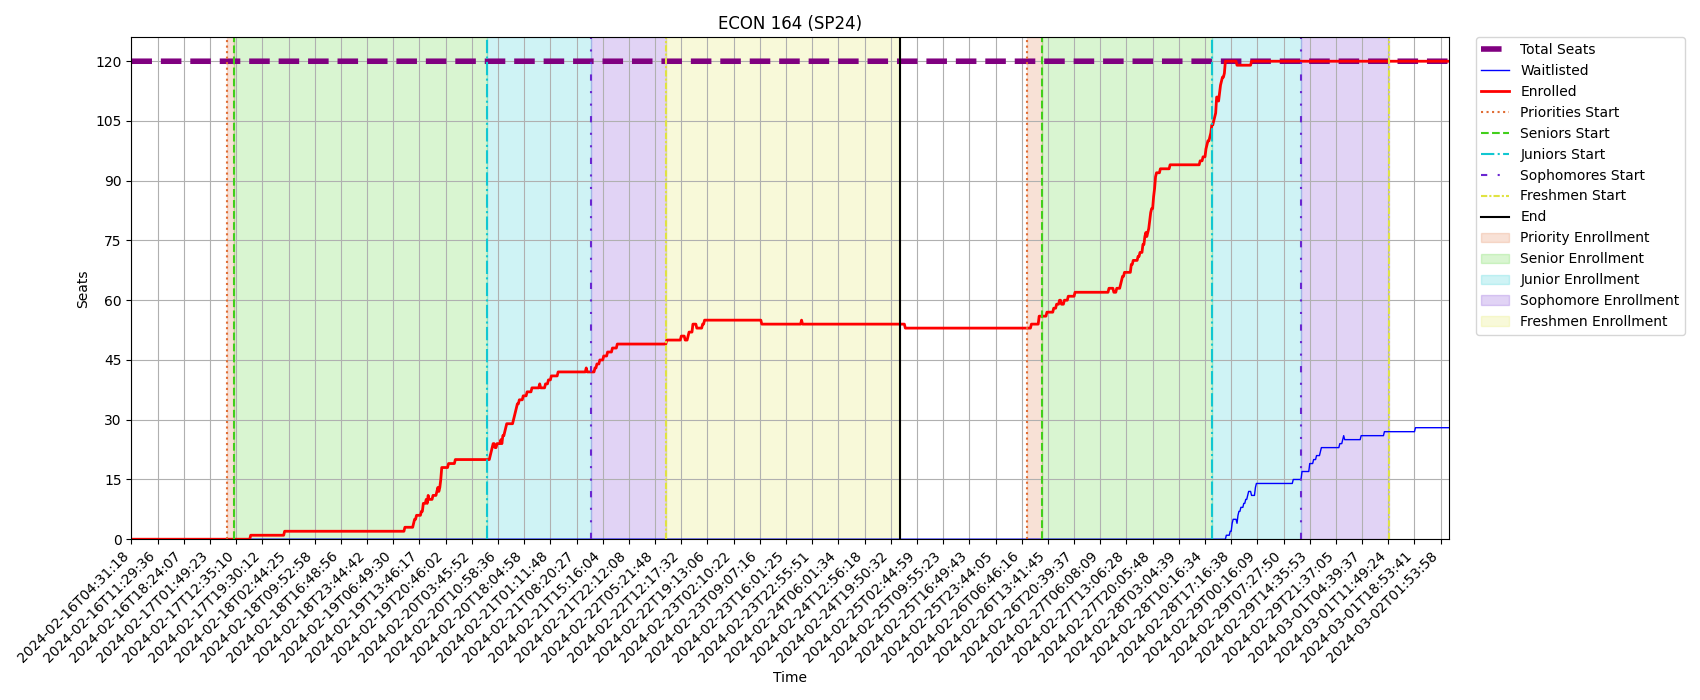 ECON 164 (SP24)
Total Seats
Waitlisted
Enrolled
Priorities Start
Seniors Start
Juniors Start
Sophomores Start
Freshmen Start
End
Priority Enrollment
Senior Enrollment
Junior Enrollment
Sophomore Enrollment
Freshmen Enrollment
Seats
120
105
90
75
60
45
30
15
0
2024-02-16T04:31:18
2024-02-16T11:29:36
2024-02-16T18:24:07
2024-02-17T01:49:23
2024-02-17T12:35:10
2024-02-17T19:30:12
2024-02-18T02:44:25
2024-02-18T09:52:58
2024-02-18T16:48:56
2024-02-18T23:44:42
2024-02-19T06:49:30
2024-02-19T13:46:17
2024-02-19T20:46:02
2024-02-20T03:45:52
2024-02-20T10:58:36
2024-02-20T18:04:58
2024-02-21T01:11:48
2024-02-21T08:20:27
2024-02-21T15:16:04
2024-02-21T22:12:08
2024-02-22T05:21:48
2024-02-22T12:17:32
2024-02-22T19:13:06
2024-02-23T02:10:22
2024-02-23T09:07:16
2024-02-23T16:01:25
2024-02-23T22:55:51
2024-02-24T06:01:34
2024-02-24T12:56:18
2024-02-24T19:50:32
2024-02-25T02:44:59
2024-02-25T09:55:23
2024-02-25T16:49:43
2024-02-25T23:44:05
2024-02-26T06:46:16
2024-02-26T13:41:45
2024-02-26T20:39:37
2024-02-27T06:08:09
2024-02-27T13:06:28
2024-02-27T20:05:48
2024-02-28T03:04:39
2024-02-28T10:16:34
2024-02-28T17:16:38
2024-02-29T00:16:09
2024-02-29T07:27:50
2024-02-29T14:35:53
2024-02-29T21:37:05
2024-03-01T04:39:37
2024-03-01T11:49:24
2024-03-01T18:53:41
2024-03-02T01:53:58
Time